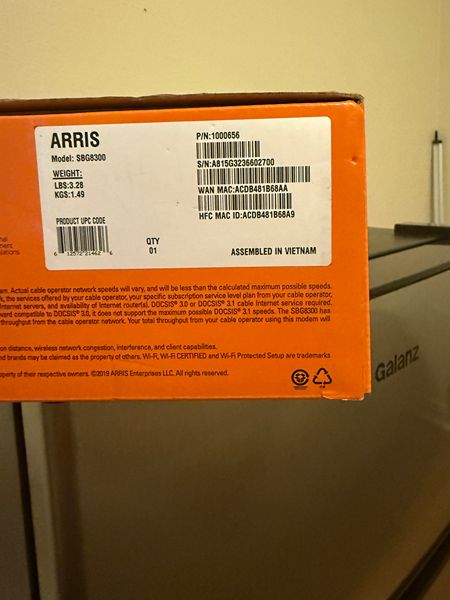 ARRIS
Model: SBG8300
WEIGHT:
LBS:3.28
KGS:1.49
PRODUCT UPC CODE
6 12572 21462 6
QTY
01
P/N:1000656
S/N:A815G3236602700
WAN MAC:ACDB481B68AA
HFC MAC ID:ACDB481B68A9
ASSEMBLED IN VIETNAM
Actual cable operator network speeds will vary, and will be less than the calculated maximum possible speeds.
the services offered by your cable operator, your specific subscription service level plan from your cable operator,
Internet servers, and availability of Internet router(s). DOCSIS® 3.0 or DOCSIS® 3.1 cable Internet service required.
compatible to DOCSIS® 3.0, it does not support the maximum possible DOCSIS® 3.1 speeds. The SBG8300 will have
throughput from the cable operator network. Your total throughput from your cable operator using this modem will
on distance, wireless network congestion, interference, and client capabilities.
and brands may be claimed as the property of others. Wi-Fi, Wi-Fi CERTIFIED and Wi-Fi Protected Setup are trademarks
property of their respective owners. ©2019 ARRIS Enterprises LLC. All rights reserved.
Galanz